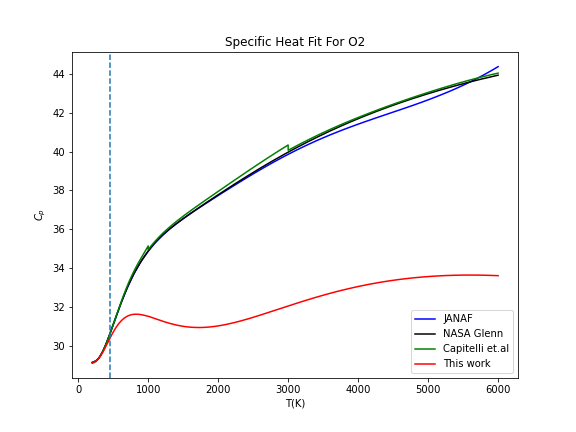 Specific Heat Fit For O2
44
42
40
38
36
34
32
30
C_p
0 1000 2000 3000 4000 5000 6000
T(K)
JANAF
NASA Glenn
Capitelli et.al
This work